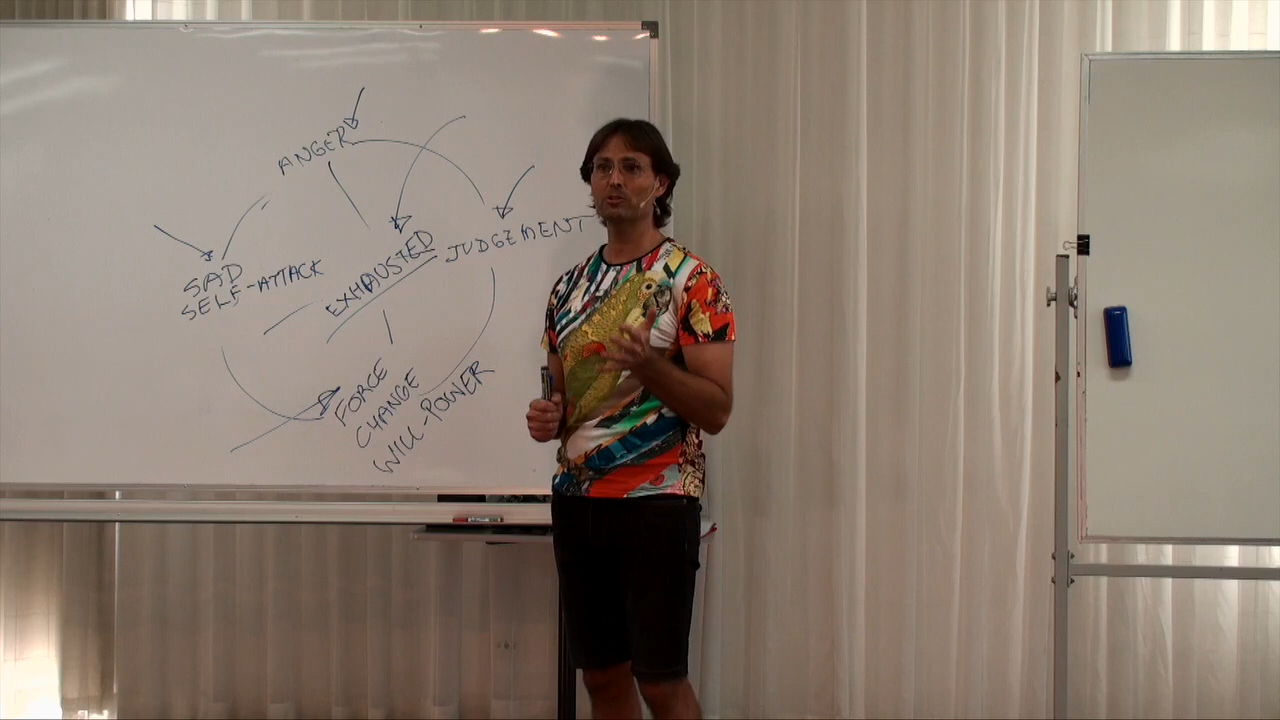 ANGER
SAD
SELF-ATTACK
EXHAUSTED
JUDGEMENT
FORCE
CHANGE
WILL-POWER